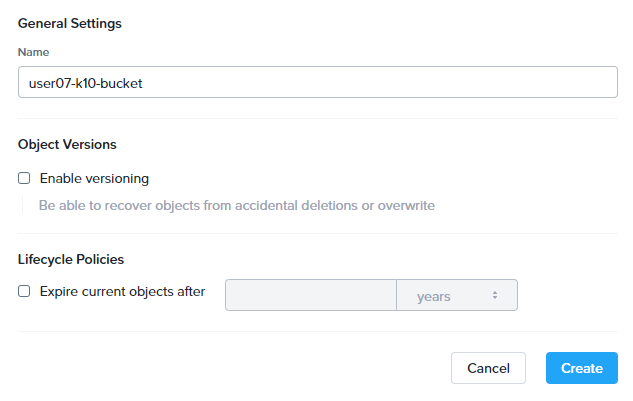 General Settings
Name
user07-k10-bucket
Object Versions
Enable versioning
Be able to recover objects from accidental deletions or overwrite
Lifecycle Policies
Expire current objects after years
Cancel Create